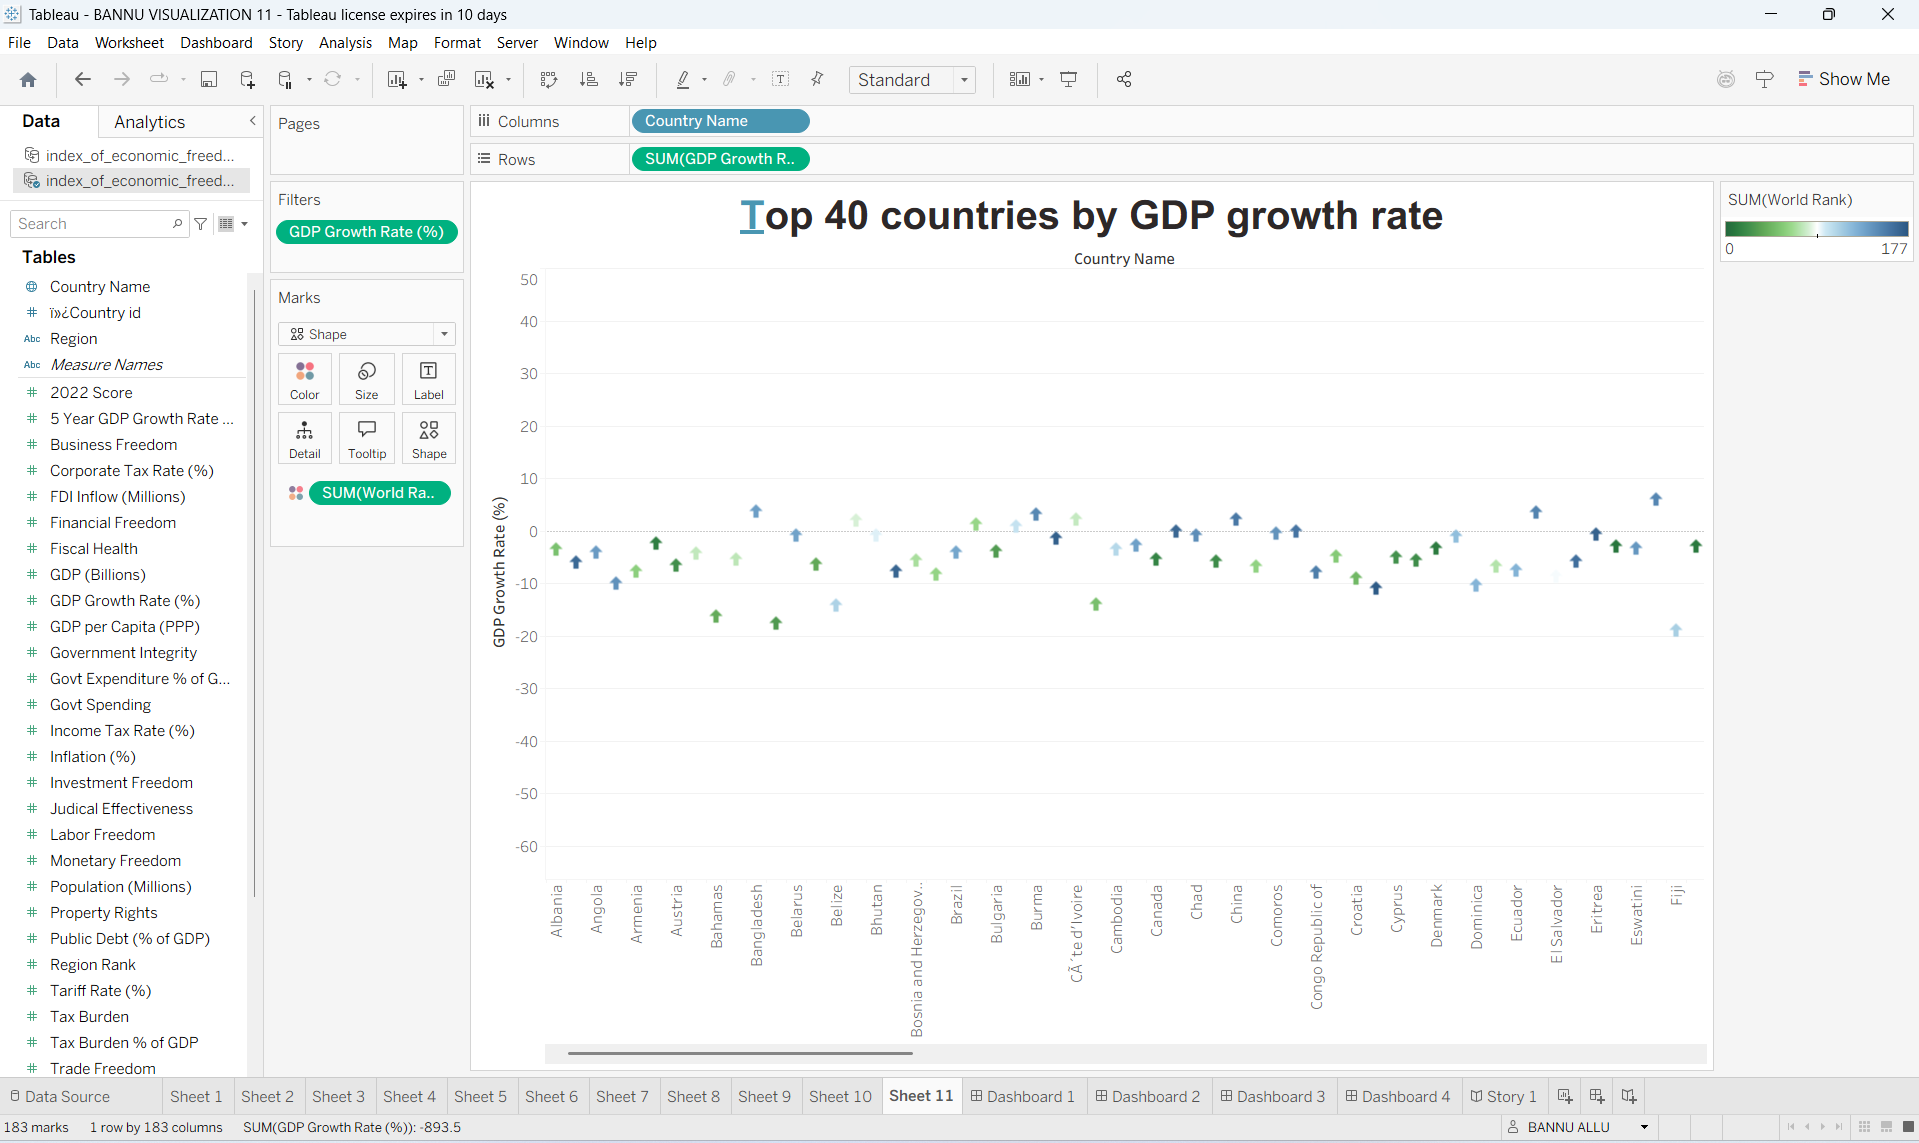 Tableau - BANNU VISUALIZATION 11 - Tableau license expires in 10 days
File Data Worksheet Dashboard Story Analysis Map Format Server Window Help
Standard
Show Me
Data
Analytics
index_of_economic_freed...
index_of_economic_freed...
Search
Tables
Country Name
ï»¿Country id
Abc Region
Abc Measure Names
2022 Score
5 Year GDP Growth Rate ...
Business Freedom
Corporate Tax Rate (%)
FDI Inflow (Millions)
Financial Freedom
Fiscal Health
GDP (Billions)
GDP Growth Rate (%)
GDP per Capita (PPP)
Government Integrity
Govt Expenditure % of G...
Govt Spending
Income Tax Rate (%)
Inflation (%)
Investment Freedom
Judical Effectiveness
Labor Freedom
Monetary Freedom
Population (Millions)
Property Rights
Public Debt (% of GDP)
Region Rank
Tariff Rate (%)
Tax Burden
Tax Burden % of GDP
Trade Freedom
Pages
Filters
GDP Growth Rate (%)
Marks
Shape
Color
Size
Label
Detail
Tooltip
Shape
SUM(World Ra..
Columns
Country Name
Rows
SUM(GDP Growth R..
Top 40 countries by GDP growth rate
Country Name
GDP Growth Rate (%)
50
40
30
20
10
0
-10
-20
-30
-40
-50
-60
Albania
Angola
Armenia
Austria
Bahamas
Bangladesh
Belarus
Belize
Bhutan
Bosnia and Herzegov..
Brazil
Bulgaria
Burma
CÃ´te d'Ivoire
Cambodia
Canada
Chad
China
Comoros
Congo Republic of
Croatia
Cyprus
Denmark
Dominica
Ecuador
El Salvador
Eritrea
Eswatini
Fiji
SUM(World Rank)
0
177
Data Source
Sheet 1
Sheet 2
Sheet 3
Sheet 4
Sheet 5
Sheet 6
Sheet 7
Sheet 8
Sheet 9
Sheet 10
Sheet 11
Dashboard 1
Dashboard 2
Dashboard 3
Dashboard 4
Story 1
183 marks
1 row by 183 columns
SUM(GDP Growth Rate (%)): -893.5
BANNU ALLU